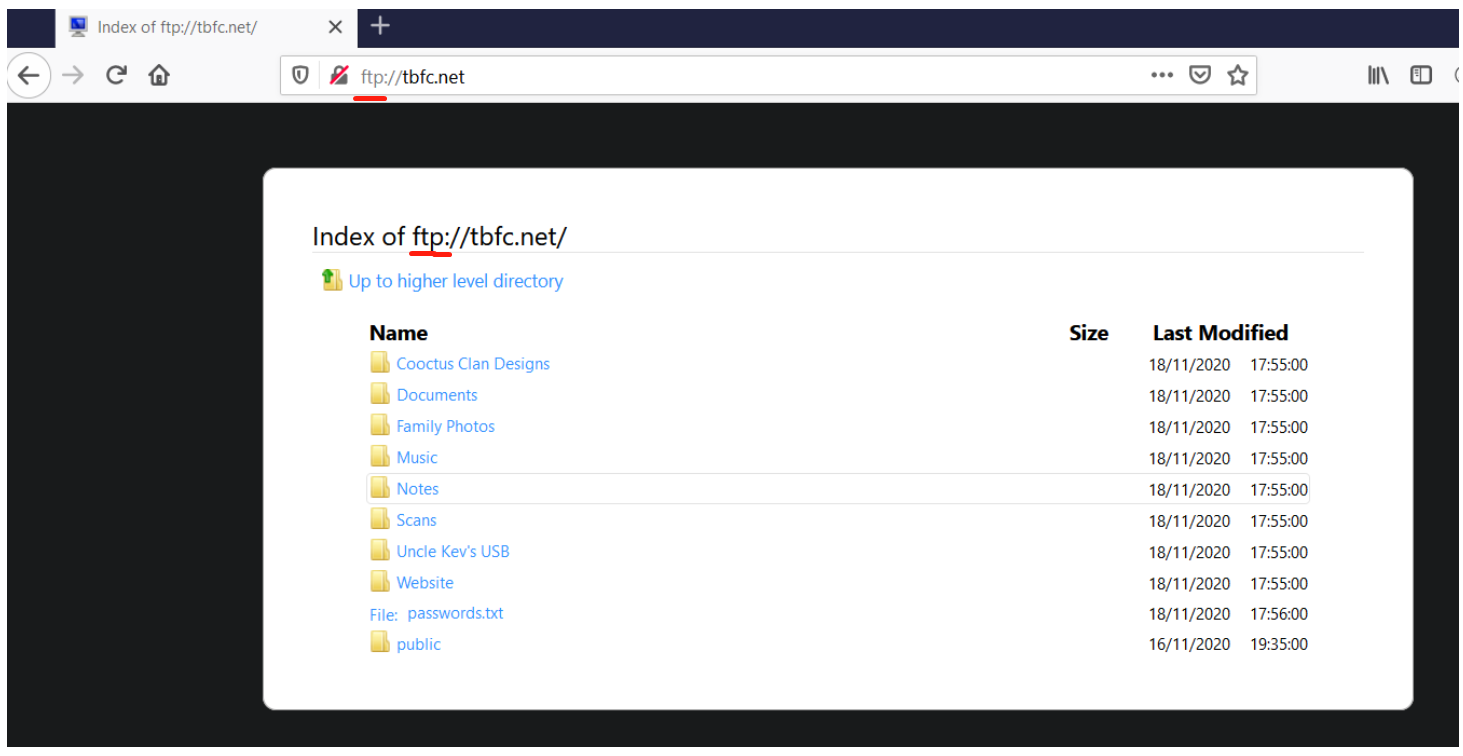 Index of ftp://tbfc.net/
ftp://tbfc.net
Index of ftp://tbfc.net/
Up to higher level directory
Name Size Last Modified
Cooctus Clan Designs 18/11/2020 17:55:00
Documents 18/11/2020 17:55:00
Family Photos 18/11/2020 17:55:00
Music 18/11/2020 17:55:00
Notes 18/11/2020 17:55:00
Scans 18/11/2020 17:55:00
Uncle Kev's USB 18/11/2020 17:55:00
Website 18/11/2020 17:55:00
File: passwords.txt 18/11/2020 17:56:00
public 16/11/2020 19:35:00